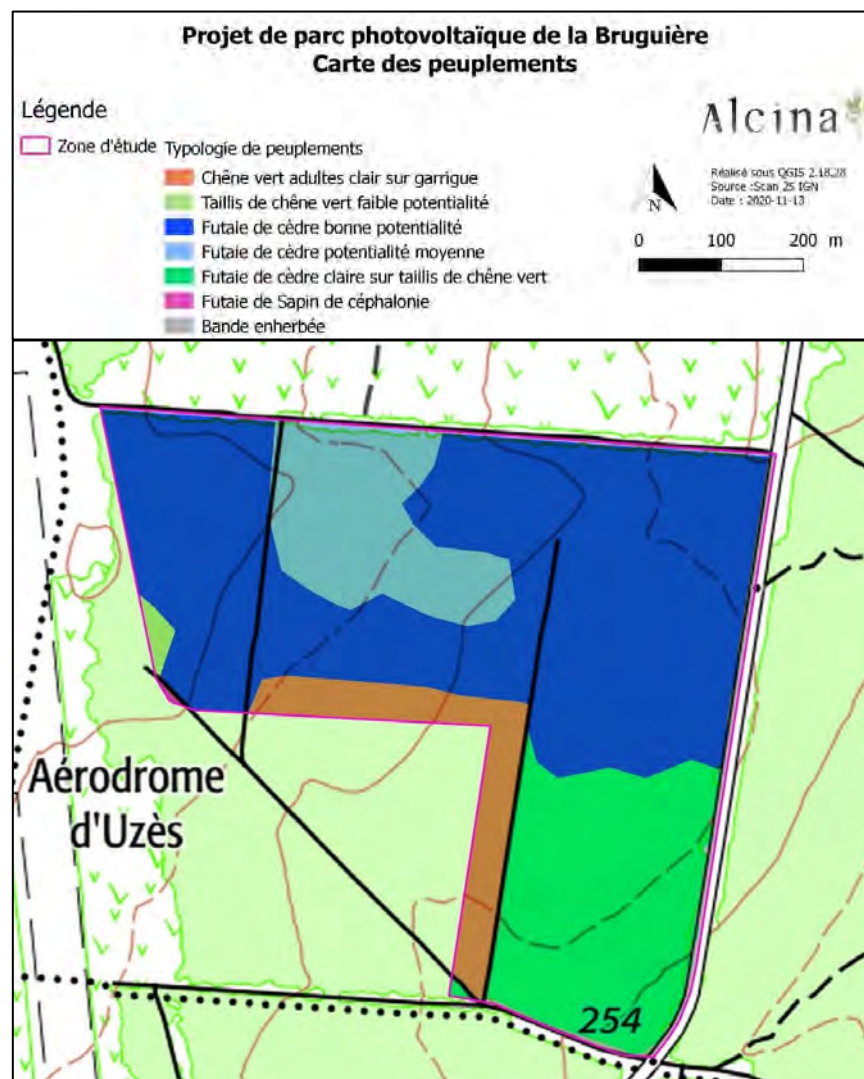 Projet de parc photovoltaïque de la Bruguière
Carte des peuplements
Légende
Zone d'étude
Typologie de peuplements
Chêne vert adultes clair sur garrigue
Taillis de chêne vert faible potentialité
Futaie de cèdre bonne potentialité
Futaie de cèdre potentialité moyenne
Futaie de cèdre claire sur taillis de chêne vert
Futaie de Sapin de céphalonie
Bande enherbée
Alcina
N
Réalisé sous QGIS 2.18.28
Source :Scan 25 IGN
Date : 2020-11-13
0 100 200 m
Aérodrome
d'Uzès
254